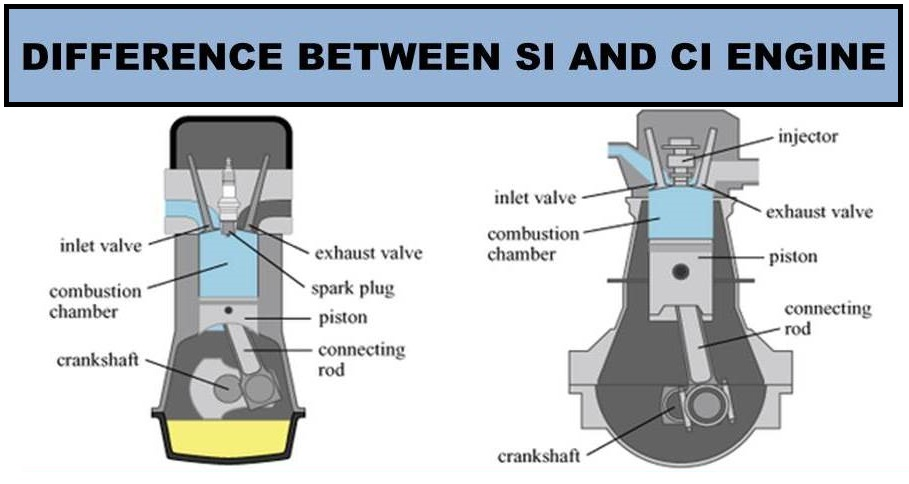 DIFFERENCE BETWEEN SI AND CI ENGINE
inlet valve
combustion
chamber
crankshaft
exhaust valve
spark plug
piston
connecting
rod
inlet valve
combustion
chamber
crankshaft
injector
exhaust valve
piston
connecting
rod